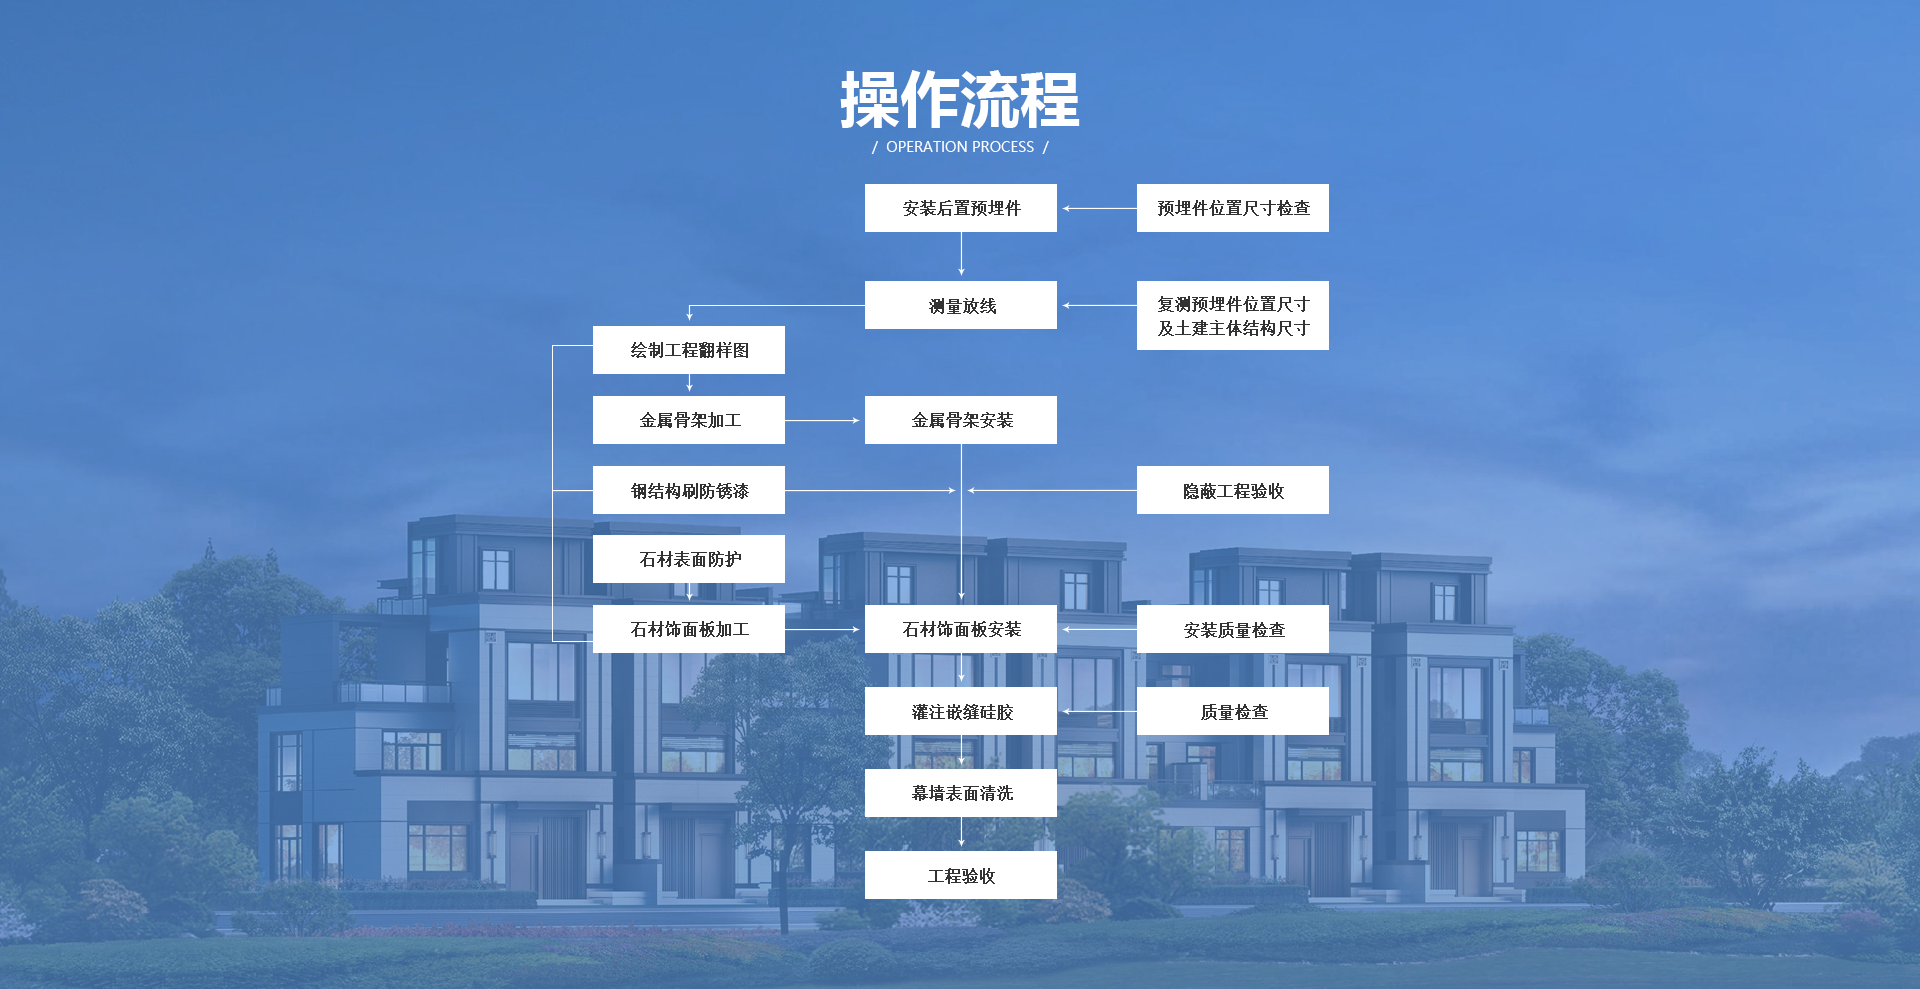 操作流程
/ OPERATION PROCESS /
安装后置预埋件
预埋件位置尺寸检查
测量放线
复测预埋件位置尺寸
及土建主体结构尺寸
绘制工程翻样图
金属骨架加工
金属骨架安装
钢结构刷防锈漆
隐蔽工程验收
石材表面防护
石材饰面板加工
石材饰面板安装
安装质量检查
灌注嵌缝硅胶
质量检查
幕墙表面清洗
工程验收